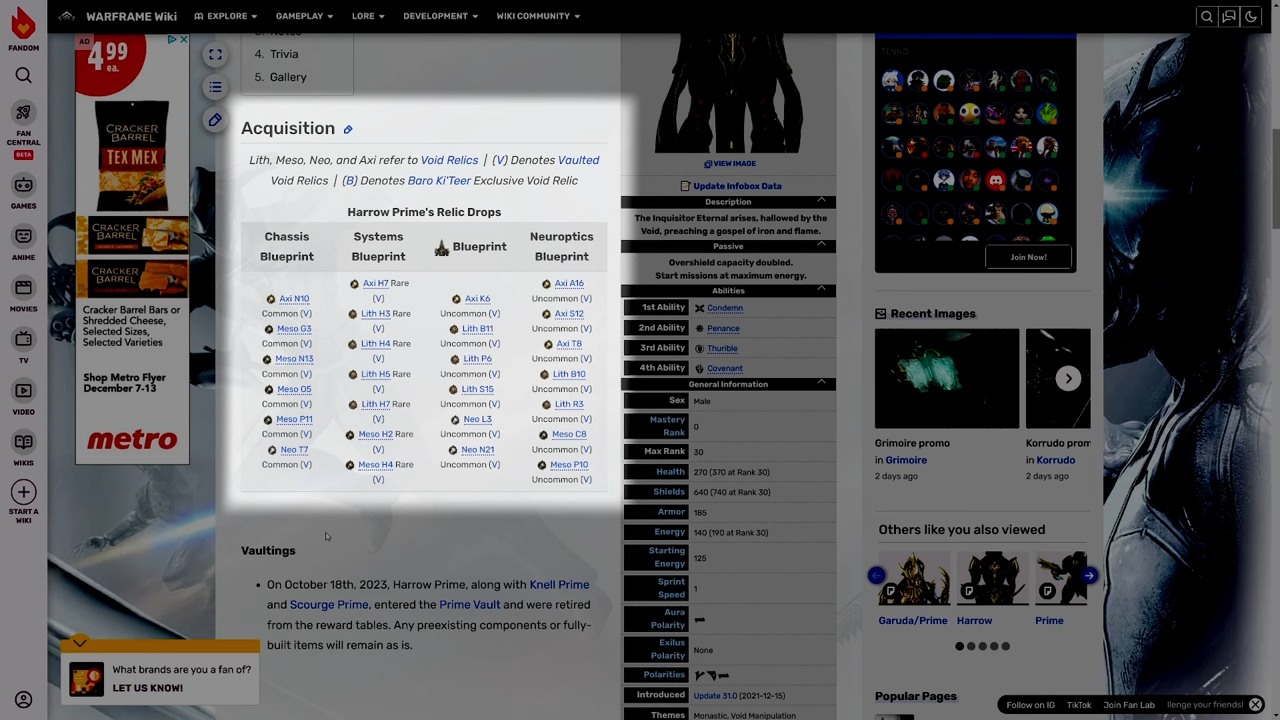 FANDOM
FAN
CENTRAL
BETA
GAMES
ANIME
MOVIES
TV
VIDEO
WIKIS
START A
WIKI
WARFRAME Wiki
EXPLORE
GAMEPLAY
LORE
DEVELOPMENT
WIKI COMMUNITY
AD
4.99
ea.
CRACKER
BARREL
TEX MEX
Cracker Barrel Bars or
Shredded Cheese,
Selected Sizes,
Selected Varieties
Shop Metro Flyer
December 7-13
metro
4. Trivia
5. Gallery
Acquisition
Lith, Meso, Neo, and Axi refer to Void Relics | (V) Denotes Vaulted
Void Relics | (B) Denotes Baro Ki'Teer Exclusive Void Relic
Harrow Prime's Relic Drops
Chassis
Blueprint
Systems
Blueprint
Blueprint
Neuroptics
Blueprint
Axi N10
Common (V)
Meso G3
Common (V)
Meso N13
Common (V)
Meso O5
Common (V)
Meso P11
Common (V)
Neo T7
Common (V)
Axi H7 Rare
(V)
Lith H3 Rare
(V)
Lith H4 Rare
(V)
Lith H5 Rare
(V)
Lith H7 Rare
(V)
Meso H2 Rare
(V)
Meso H4 Rare
(V)
Axi K6
Uncommon (V)
Lith B11
Uncommon (V)
Lith P6
Uncommon (V)
Lith S15
Uncommon (V)
Neo L3
Uncommon (V)
Neo N21
Uncommon (V)
Axi A16
Uncommon (V)
Axi S12
Uncommon (V)
Axi T8
Uncommon (V)
Lith B10
Uncommon (V)
Lith R3
Uncommon (V)
Meso C8
Uncommon (V)
Meso P10
Uncommon (V)
Vaultings
• On October 18th, 2023, Harrow Prime, along with Knell Prime
and Scourge Prime, entered the Prime Vault and were retired
from the reward tables. Any preexisting components or fully-
built items will remain as is.
What brands are you a fan of?
LET US KNOW!
VIEW IMAGE
Update Infobox Data
Description
The Inquisitor Eternal arises, hallowed by the
Void, preaching a gospel of iron and flame.
Passive
Overshield capacity doubled.
Start missions at maximum energy.
Abilities
1st Ability Condemn
2nd Ability Penance
3rd Ability Thurible
4th Ability Covenant
General Information
Sex Male
Mastery
Rank 0
Max Rank 30
Health 270 (370 at Rank 30)
Shields 640 (740 at Rank 30)
Armor 185
Energy 140 (190 at Rank 30)
Starting
Energy 125
Sprint
Speed 1
Aura
Polarity
Exilus
Polarity None
Polarities
Introduced Update 31.0 (2021-12-15)
Themes Monastic, Void Manipulation
TENNO
Join Now!
Recent Images
Grimoire promo
in Grimoire
2 days ago
Korrudo prom
in Korrudo
2 days ago
Others like you also viewed
Garuda/Prime
Harrow
Prime
Popular Pages
Follow on IG
TikTok
Join Fan Lab
llenge your friends!